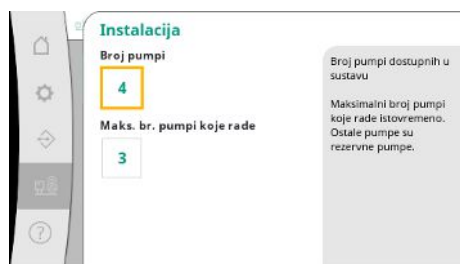 Instalacija
Broj pumpi
4
Maks. br. pumpi koje rade
3
Broj pumpi dostupnih u
sustavu
Maksimalni broj pumpi
koje rade istovremeno.
Ostale pumpe su
rezervne pumpe.
?